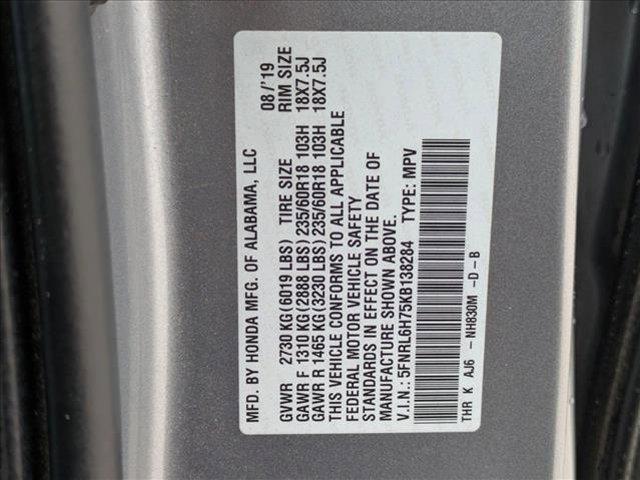 MFD. BY HONDA MFG. OF ALABAMA, LLC 08/'19
GVWR 2730 KG (6019 LBS) TIRE SIZE RIM SIZE
GAWR F 1310 KG (2888 LBS) 235/60R18 103H 18X7.5J
GAWR R 1465 KG (3230 LBS) 235/60R18 103H 18X7.5J
THIS VEHICLE CONFORMS TO ALL APPLICABLE
FEDERAL MOTOR VEHICLE SAFETY
STANDARDS IN EFFECT ON THE DATE OF
MANUFACTURE SHOWN ABOVE.
V.I.N.: 5FNRL6H75KB138284 TYPE: MPV
THR K AJ6 - NH830M -D-B